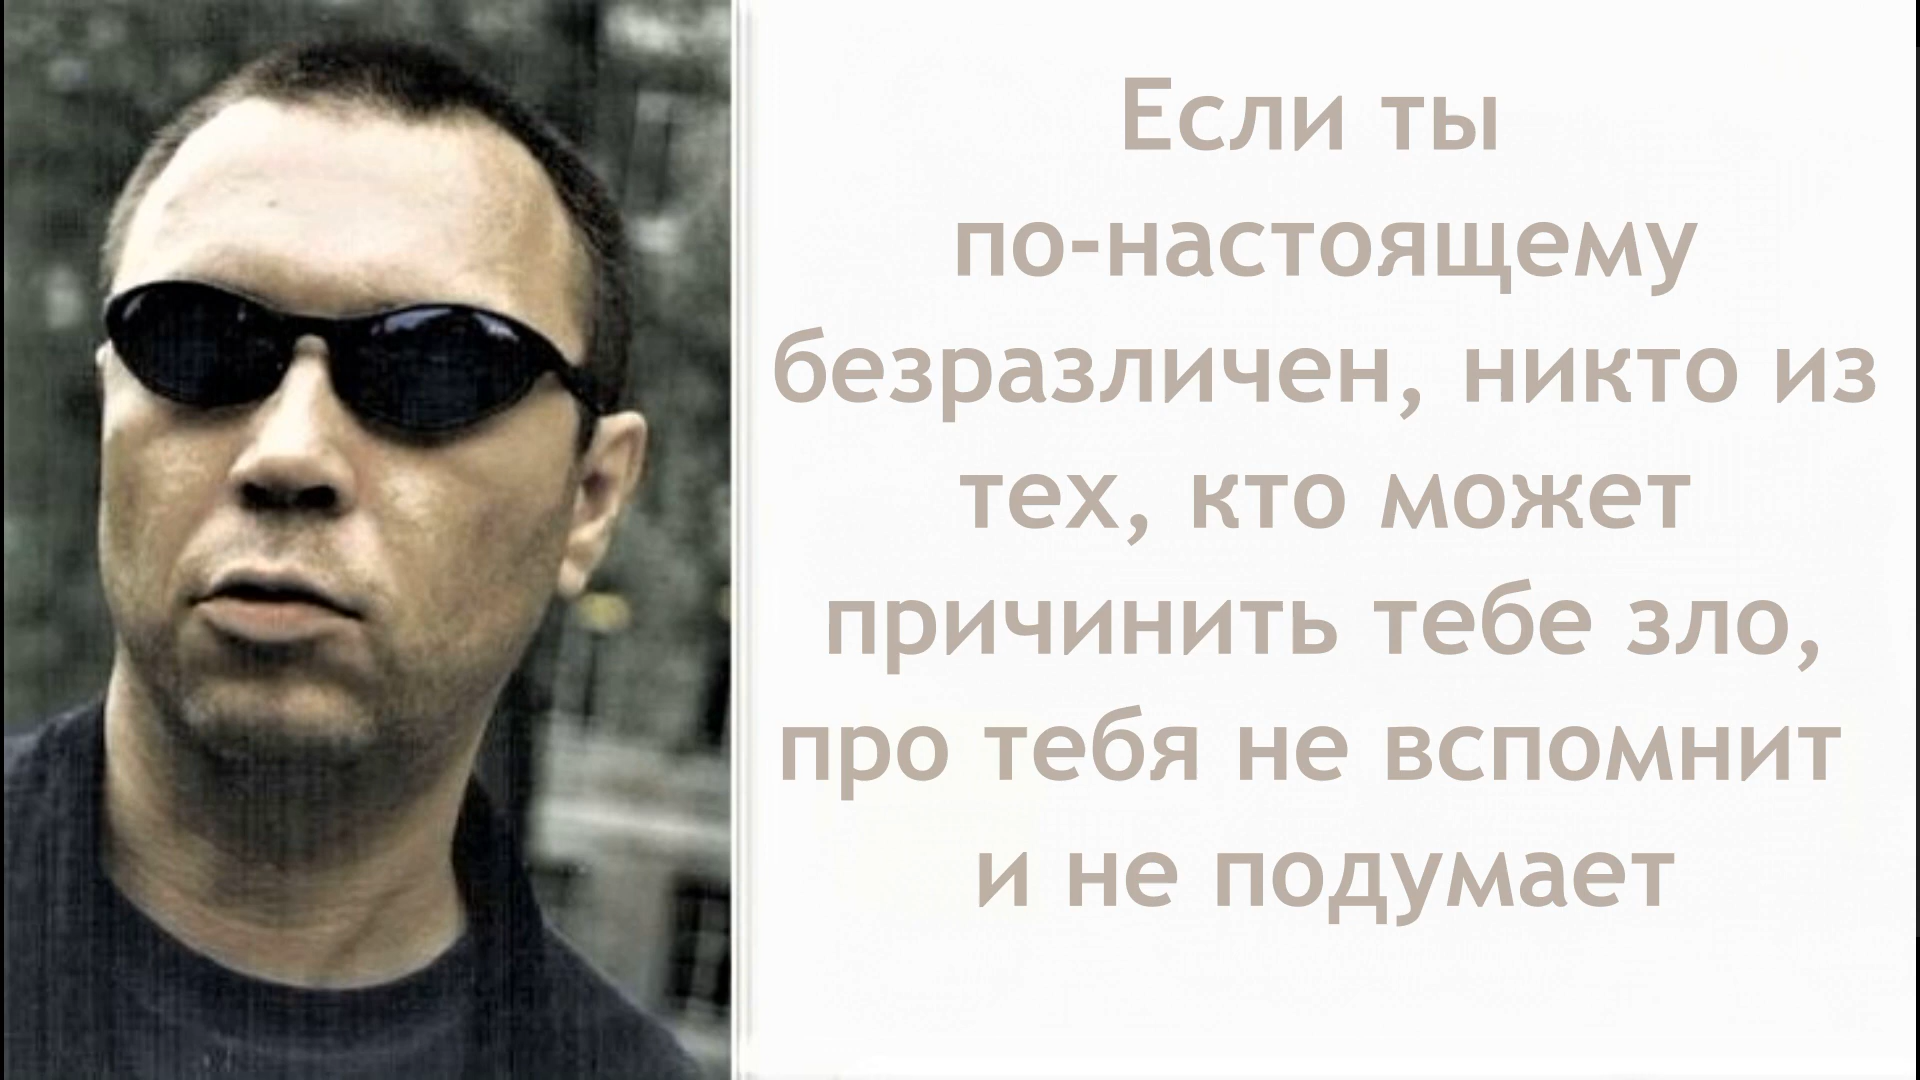 Если ты
по-настоящему
безразличен, никто из
тех, кто может
причинить тебе зло,
про тебя не вспомнит
и не подумает